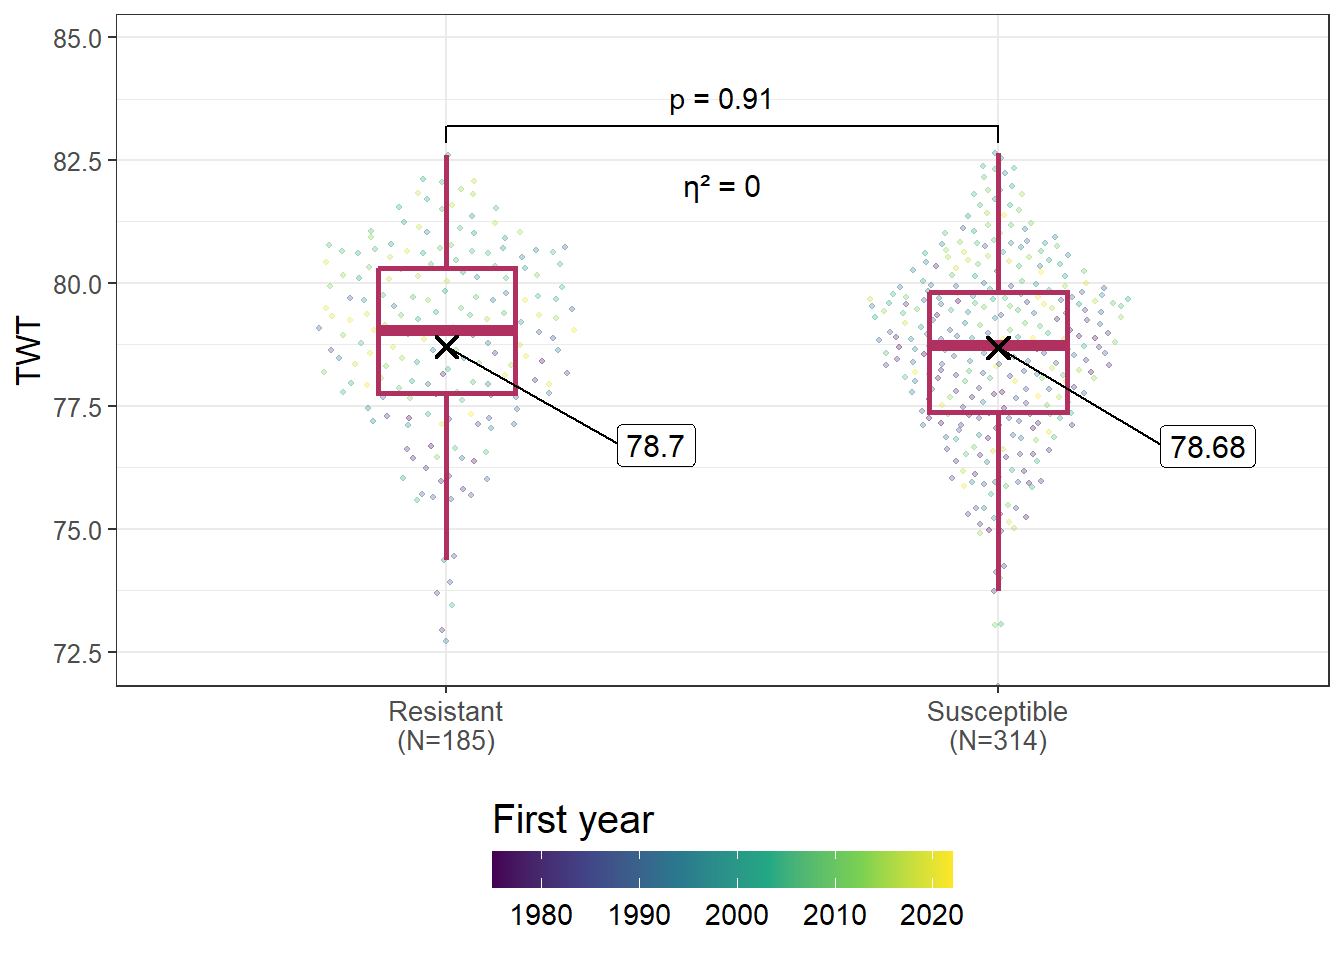 85.0
82.5
80.0
77.5
75.0
72.5
TWT
p = 0.91
η² = 0
78.7
78.68
Resistant
(N=185)
Susceptible
(N=314)
First year
1980 1990 2000 2010 2020